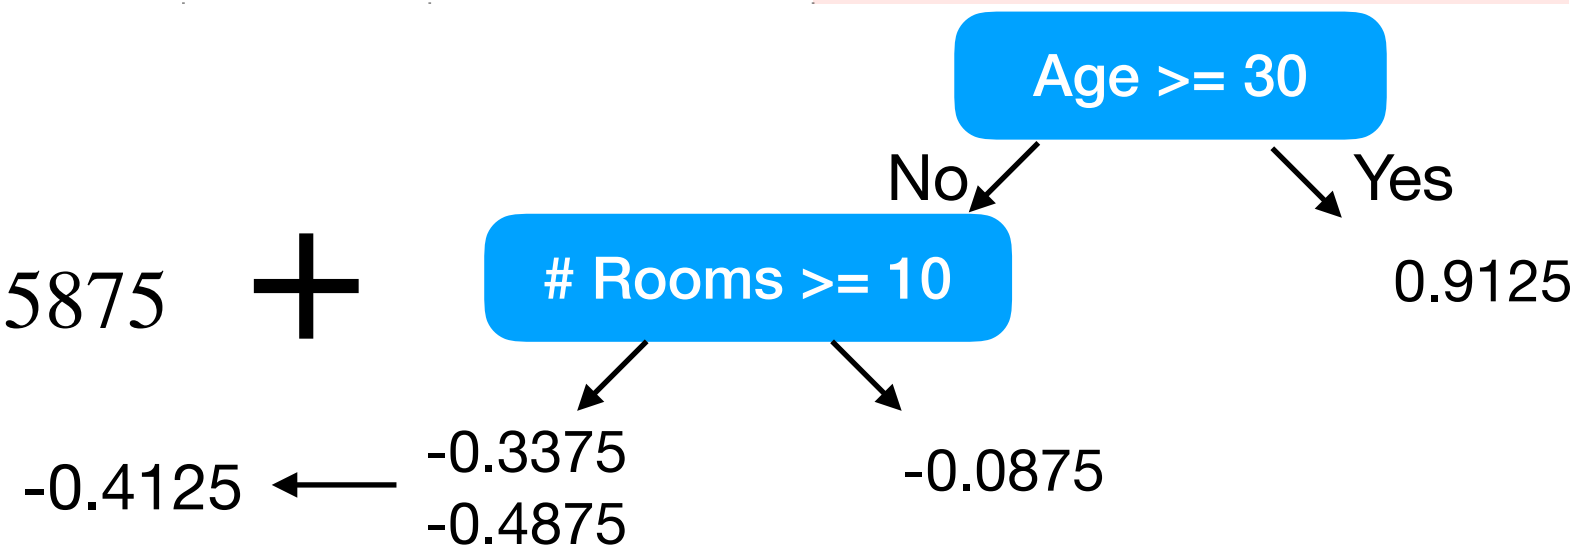 Age >= 30
No
Yes
5875
+
# Rooms >= 10
0.9125
-0.3375
-0.0875
-0.4125
-0.4875